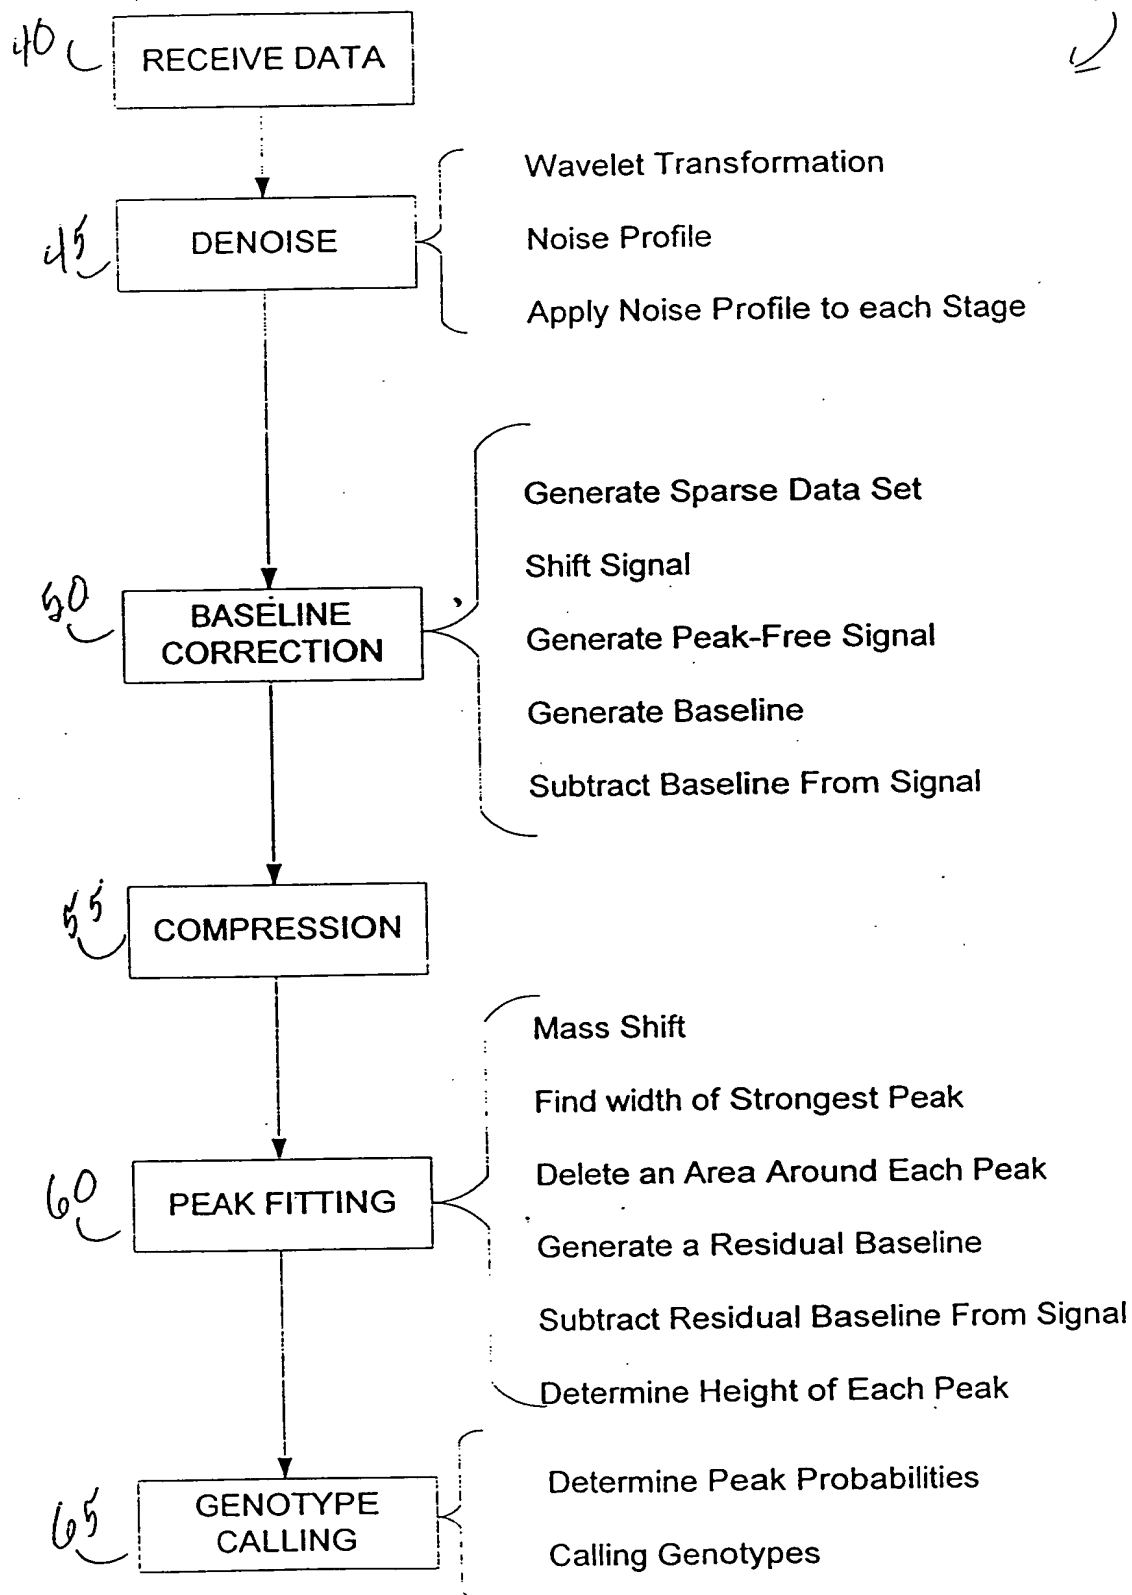 40
RECEIVE DATA
45
DENOISE
Wavelet Transformation
Noise Profile
Apply Noise Profile to each Stage
50
BASELINE
CORRECTION
Generate Sparse Data Set
Shift Signal
Generate Peak-Free Signal
Generate Baseline
Subtract Baseline From Signal
55
COMPRESSION
60
PEAK FITTING
Mass Shift
Find width of Strongest Peak
Delete an Area Around Each Peak
Generate a Residual Baseline
Subtract Residual Baseline From Signal
Determine Height of Each Peak
65
GENOTYPE
CALLING
Determine Peak Probabilities
Calling Genotypes